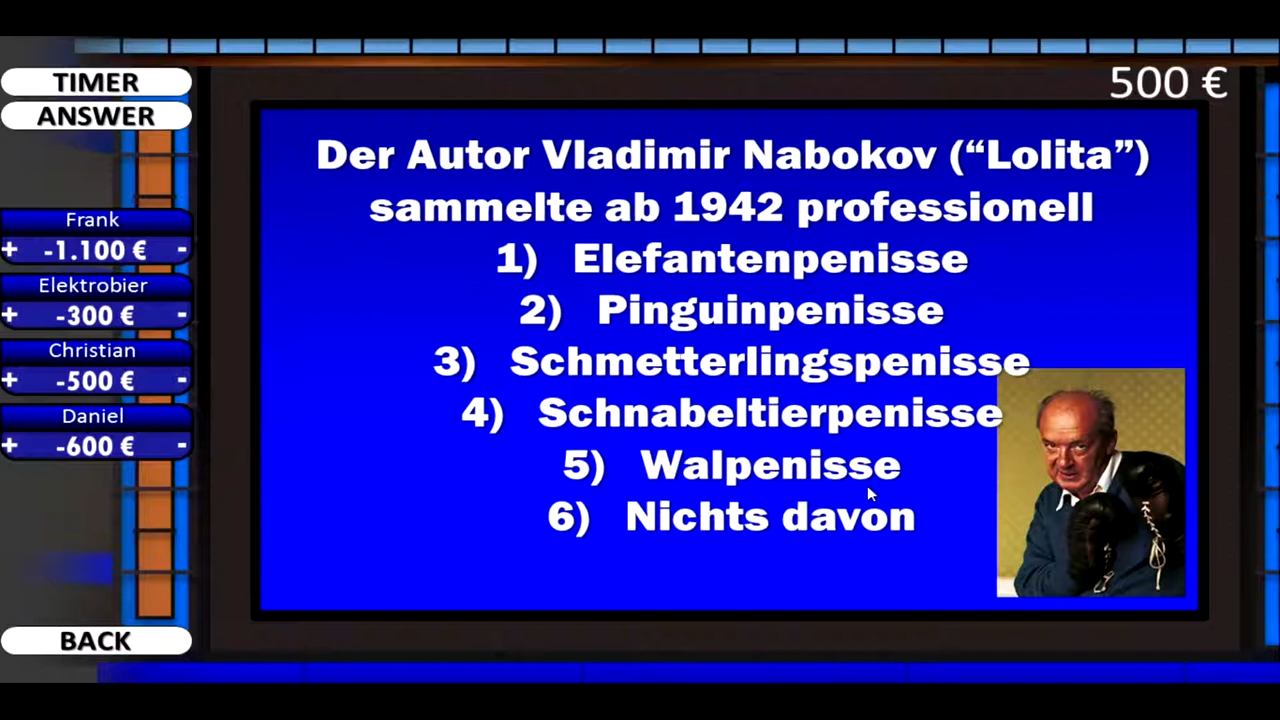 TIMER
ANSWER
500 €
Der Autor Vladimir Nabokov (“Lolita”)
sammelte ab 1942 professionell
1) Elefantenpenisse
2) Pinguinpenisse
3) Schmetterlingspenisse
4) Schnabeltierpenisse
5) Walpenisse
6) Nichts davon
Frank
+ -1.100 € -
Elektrobier
+ -300 € -
Christian
+ -500 € -
Daniel
+ -600 € -
BACK